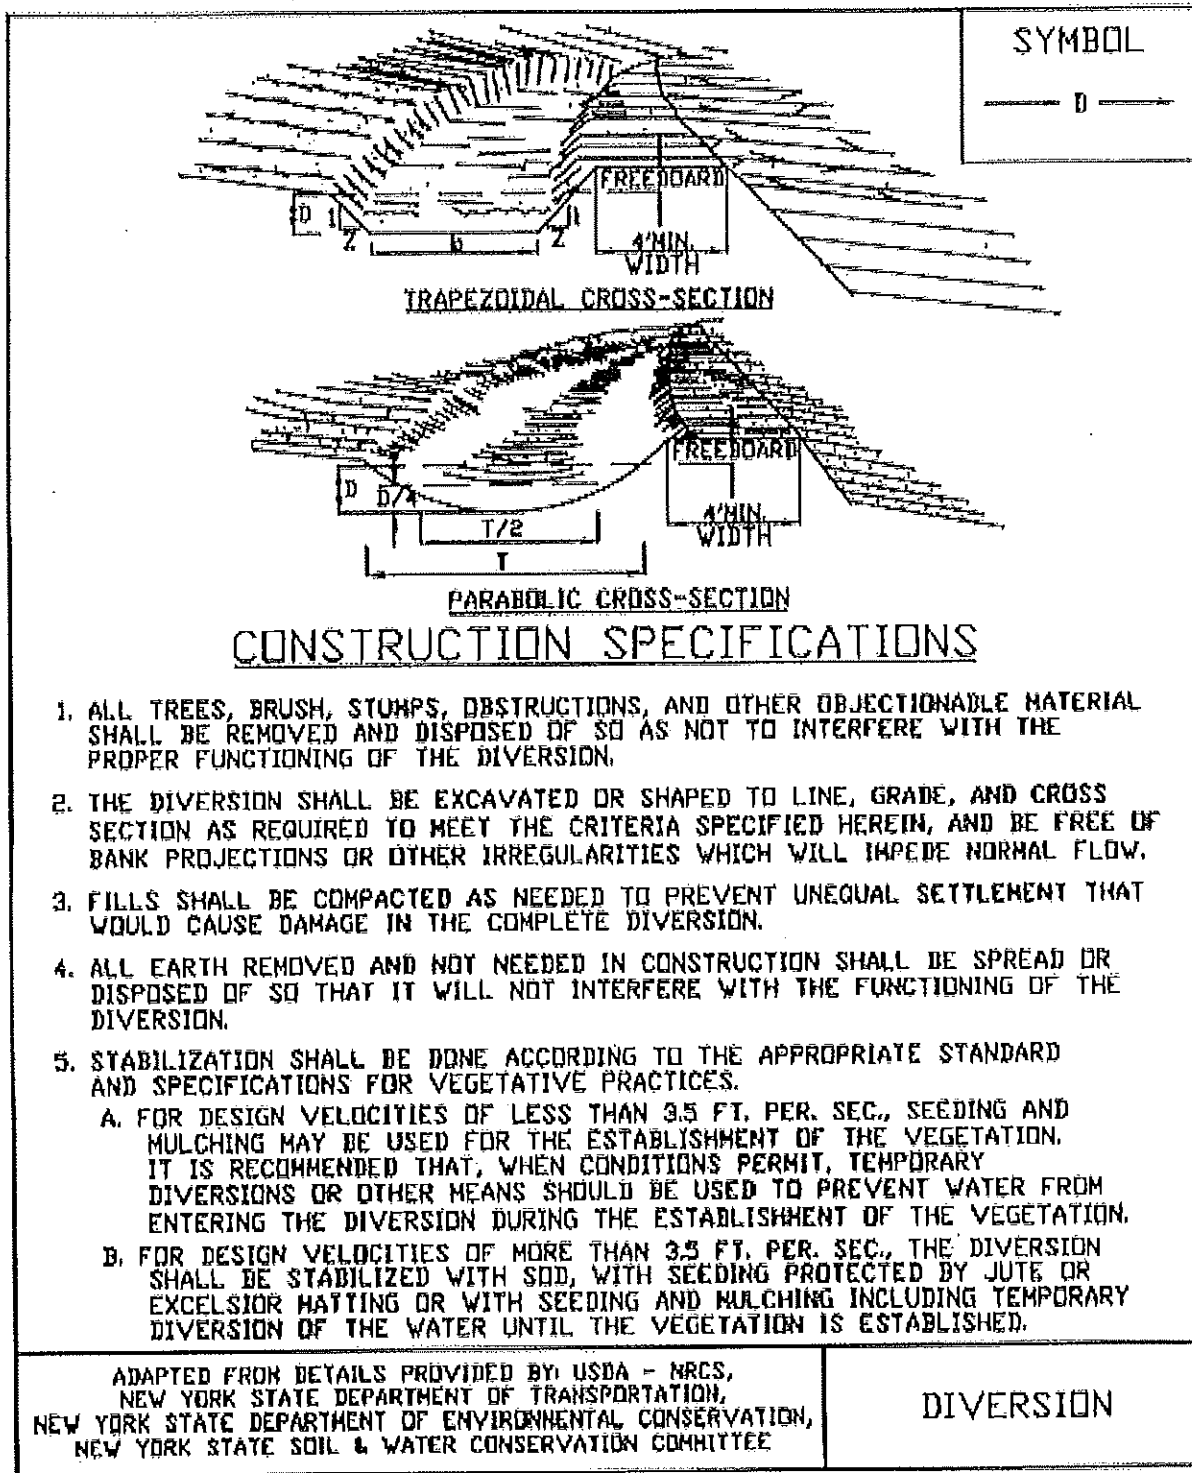 SYMBOL
D
FREEBOARD
D
1
1
Z
b
Z
4'MIN.
WIDTH
TRAPEZOIDAL CROSS-SECTION
FREEBOARD
D
D/4
T/2
4'MIN.
WIDTH
T
PARABOLIC CROSS-SECTION
CONSTRUCTION SPECIFICATIONS
1. ALL TREES, BRUSH, STUMPS, OBSTRUCTIONS, AND OTHER OBJECTIONABLE MATERIAL
SHALL BE REMOVED AND DISPOSED OF SO AS NOT TO INTERFERE WITH THE
PROPER FUNCTIONING OF THE DIVERSION.
2. THE DIVERSION SHALL BE EXCAVATED OR SHAPED TO LINE, GRADE, AND CROSS
SECTION AS REQUIRED TO MEET THE CRITERIA SPECIFIED HEREIN, AND BE FREE OF
BANK PROJECTIONS OR OTHER IRREGULARITIES WHICH WILL IMPEDE NORMAL FLOW.
3. FILLS SHALL BE COMPACTED AS NEEDED TO PREVENT UNEQUAL SETTLEMENT THAT
WOULD CAUSE DAMAGE IN THE COMPLETE DIVERSION.
4. ALL EARTH REMOVED AND NOT NEEDED IN CONSTRUCTION SHALL BE SPREAD OR
DISPOSED OF SO THAT IT WILL NOT INTERFERE WITH THE FUNCTIONING OF THE
DIVERSION.
5. STABILIZATION SHALL BE DONE ACCORDING TO THE APPROPRIATE STANDARD
AND SPECIFICATIONS FOR VEGETATIVE PRACTICES.
A. FOR DESIGN VELOCITIES OF LESS THAN 3.5 FT. PER. SEC., SEEDING AND
MULCHING MAY BE USED FOR THE ESTABLISHMENT OF THE VEGETATION.
IT IS RECOMMENDED THAT, WHEN CONDITIONS PERMIT, TEMPORARY
DIVERSIONS OR OTHER MEANS SHOULD BE USED TO PREVENT WATER FROM
ENTERING THE DIVERSION DURING THE ESTABLISHMENT OF THE VEGETATION.
B. FOR DESIGN VELOCITIES OF MORE THAN 3.5 FT. PER. SEC., THE DIVERSION
SHALL BE STABILIZED WITH SOD, WITH SEEDING PROTECTED BY JUTE OR
EXCELSIOR MATTING OR WITH SEEDING AND MULCHING INCLUDING TEMPORARY
DIVERSION OF THE WATER UNTIL THE VEGETATION IS ESTABLISHED.
ADAPTED FROM DETAILS PROVIDED BY: USDA - NRCS,
NEW YORK STATE DEPARTMENT OF TRANSPORTATION,
NEW YORK STATE DEPARTMENT OF ENVIRONMENTAL CONSERVATION,
NEW YORK STATE SOIL & WATER CONSERVATION COMMITTEE
DIVERSION